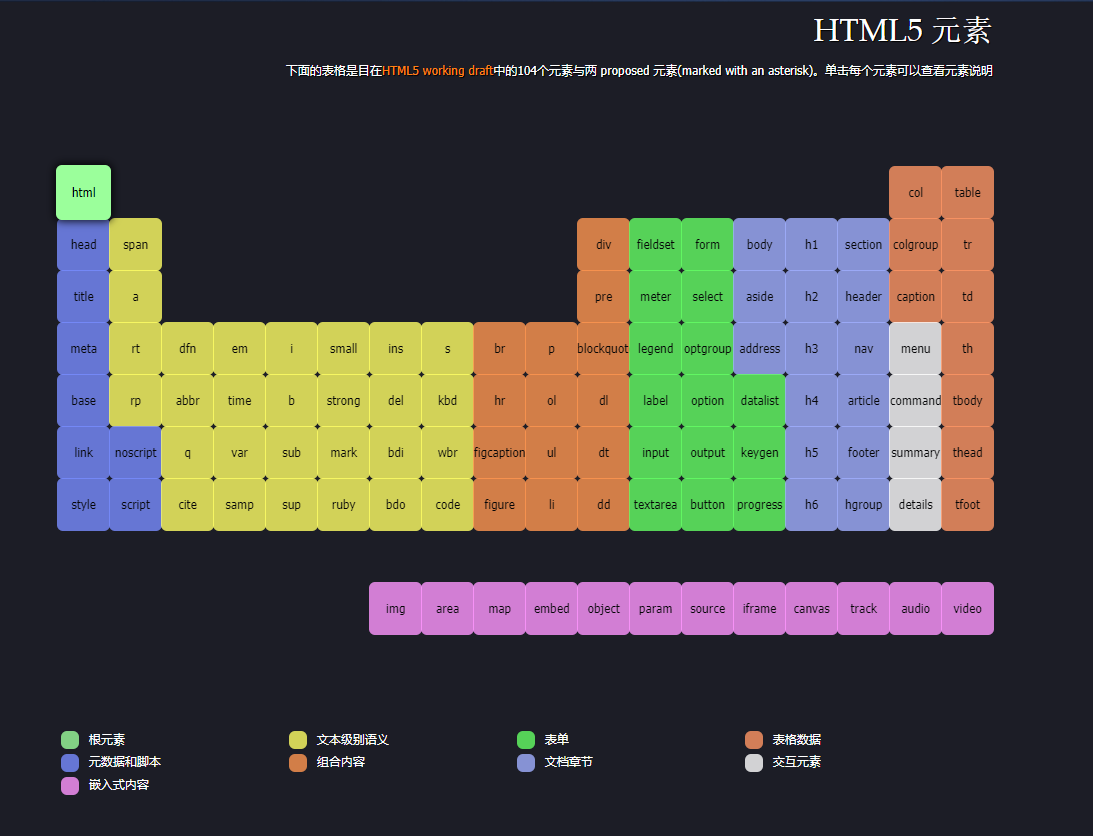 HTML5 元素
下面的表格是目在HTML5 working draft中的104个元素与两 proposed 元素(marked with an asterisk)。单击每个元素可以查看元素说明
html col table
head span div fieldset form body h1 section colgroup tr
title a pre meter select aside h2 header caption td
meta rt dfn em i small ins s br p blockquot legend optgroup address h3 nav menu th
base rp abbr time b strong del kbd hr ol dl label option datalist h4 article command tbody
link noscript q var sub mark bdi wbr figcaption ul dt input output keygen h5 footer summary thead
style script cite samp sup ruby bdo code figure li dd textarea button progress h6 hgroup details tfoot
img area map embed object param source iframe canvas track audio video
根元素 文本级别语义 表单 表格数据
元数据和脚本 组合内容 文档章节 交互元素
嵌入式内容